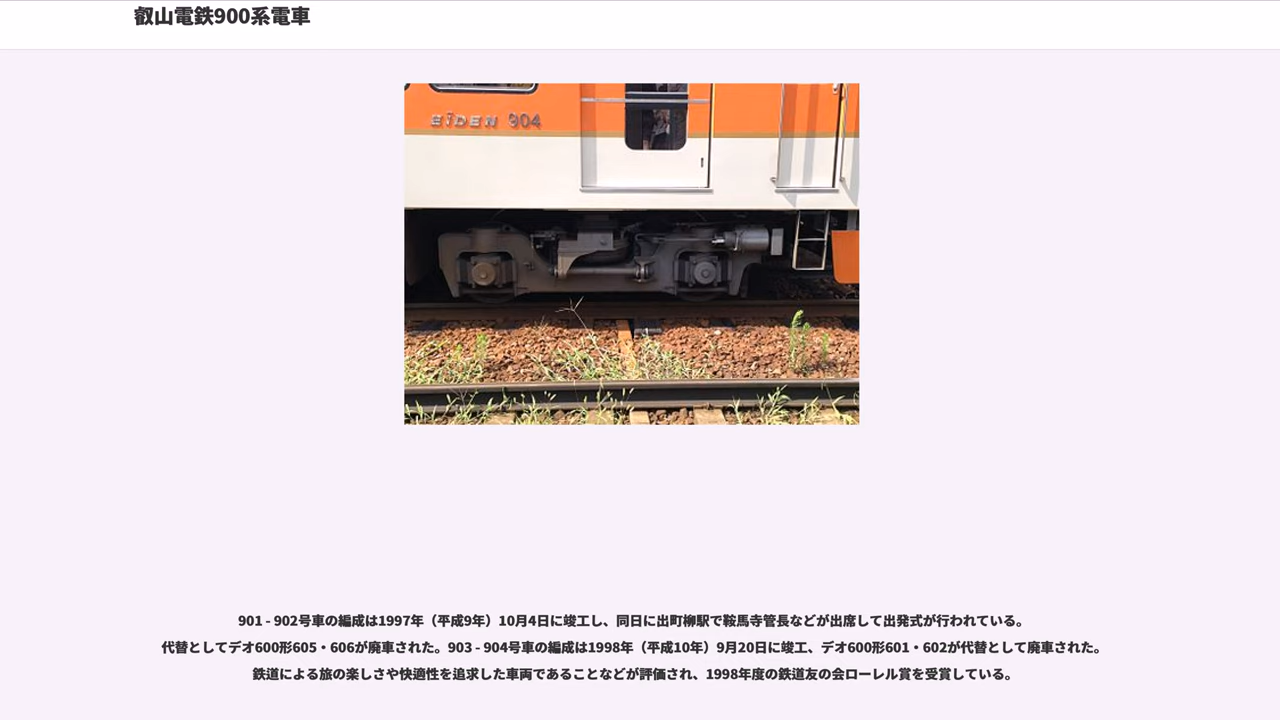 叡山電鉄900系電車
EIDEN 904
901 - 902号車の編成は1997年（平成9年）10月4日に竣工し、同日に出町柳駅で鞍馬寺管長などが出席して出発式が行われている。
代替としてデオ600形605・606が廃車された。903 - 904号車の編成は1998年（平成10年）9月20日に竣工、デオ600形601・602が代替として廃車された。
鉄道による旅の楽しさや快適性を追求した車両であることなどが評価され、1998年度の鉄道友の会ローレル賞を受賞している。